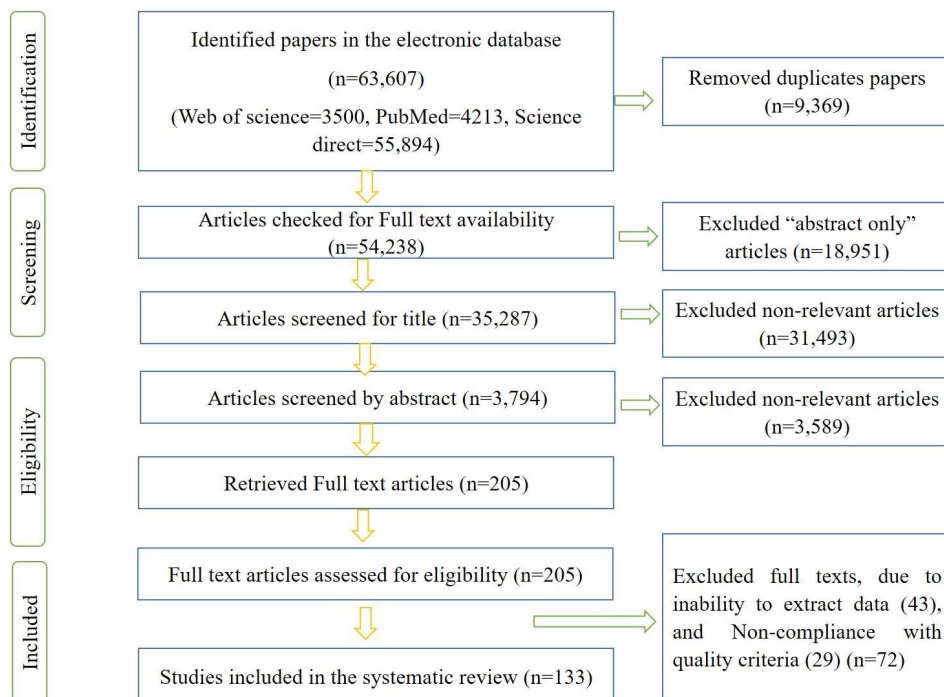 Identification
Identified papers in the electronic database
(n=63,607)
(Web of science=3500, PubMed=4213, Science
direct=55,894)
Removed duplicates papers
(n=9,369)
Screening
Articles checked for Full text availability
(n=54,238)
Excluded “abstract only”
articles (n=18,951)
Articles screened for title (n=35,287)
Excluded non-relevant articles
(n=31,493)
Eligibility
Articles screened by abstract (n=3,794)
Excluded non-relevant articles
(n=3,589)
Retrieved Full text articles (n=205)
Included
Full text articles assessed for eligibility (n=205)
Excluded full texts, due to
inability to extract data (43),
and Non-compliance with
quality criteria (29) (n=72)
Studies included in the systematic review (n=133)